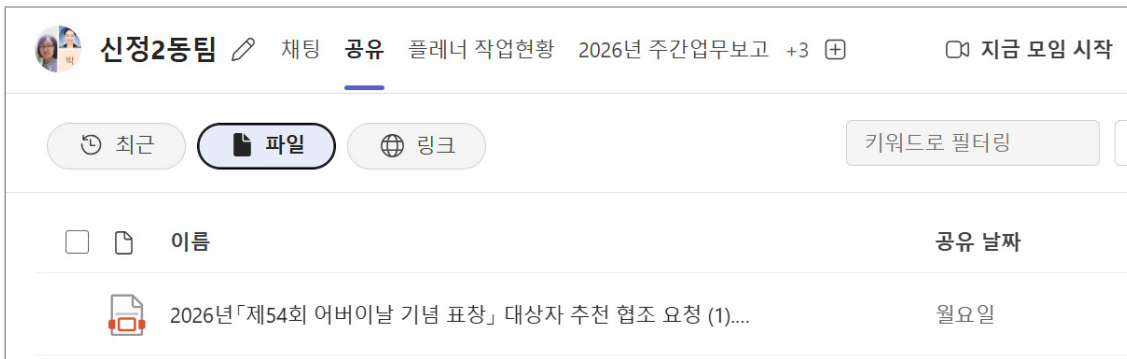 신정2동팀 채팅 공유 플레너 작업현황 2026년 주간업무보고 +3 지금 모임 시작
박
최근 파일 링크 키워드로 필터링
이름 공유 날짜
2026년「제54회 어버이날 기념 표창」 대상자 추천 협조 요청 (1).... 월요일